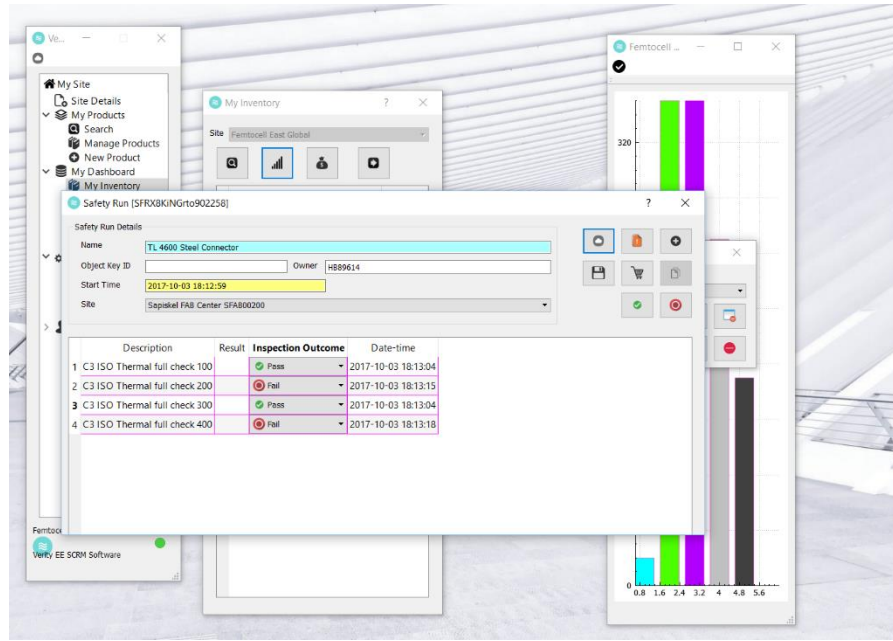 Ve...
My Site
Site Details
My Products
Search
Manage Products
New Product
My Dashboard
My Inventory
Verity EE SCRM Software
My Inventory
Site Femtocell East Global
Femtocell ...
320
0
0.8 1.6 2.4 3.2 4 4.8 5.6
Safety Run [SFRX8KiNGrto902258]
Safety Run Details
Name TL 4600 Steel Connector
Object Key ID Owner HB89614
Start Time 2017-10-03 18:12:59
Site Sapiskel FAB Center SFAB00200
Description Result Inspection Outcome Date-time
1 C3 ISO Thermal full check 100 Pass 2017-10-03 18:13:04
2 C3 ISO Thermal full check 200 Fail 2017-10-03 18:13:15
3 C3 ISO Thermal full check 300 Pass 2017-10-03 18:13:04
4 C3 ISO Thermal full check 400 Fail 2017-10-03 18:13:18